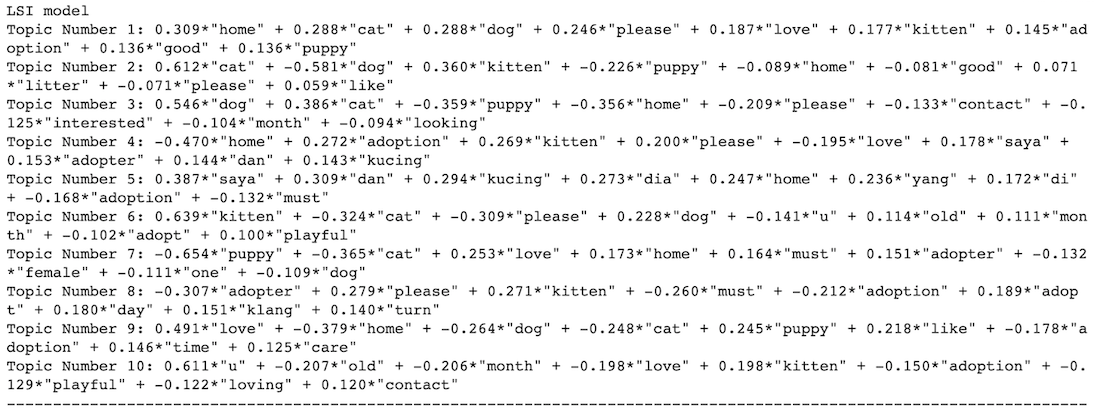 LSI model
Topic Number 1: 0.309*"home" + 0.288*"cat" + 0.288*"dog" + 0.246*"please" + 0.187*"love" + 0.177*"kitten" + 0.145*"ad
option" + 0.136*"good" + 0.136*"puppy"
Topic Number 2: 0.612*"cat" + -0.581*"dog" + 0.360*"kitten" + -0.226*"puppy" + -0.089*"home" + -0.081*"good" + 0.071
*"litter" + -0.071*"please" + 0.059*"like"
Topic Number 3: 0.546*"dog" + 0.386*"cat" + -0.359*"puppy" + -0.356*"home" + -0.209*"please" + -0.133*"contact" + -0.
125*"interested" + -0.104*"month" + -0.094*"looking"
Topic Number 4: -0.470*"home" + 0.272*"adoption" + 0.269*"kitten" + 0.200*"please" + -0.195*"love" + 0.178*"saya" +
0.153*"adopter" + 0.144*"dan" + 0.143*"kucing"
Topic Number 5: 0.387*"saya" + 0.309*"dan" + 0.294*"kucing" + 0.273*"dia" + 0.247*"home" + 0.236*"yang" + 0.172*"di"
+ -0.168*"adoption" + -0.132*"must"
Topic Number 6: 0.639*"kitten" + -0.324*"cat" + -0.309*"please" + 0.228*"dog" + -0.141*"u" + 0.114*"old" + 0.111*"mon
th" + -0.102*"adopt" + 0.100*"playful"
Topic Number 7: -0.654*"puppy" + -0.365*"cat" + 0.253*"love" + 0.173*"home" + 0.164*"must" + 0.151*"adopter" + -0.132
*"female" + -0.111*"one" + -0.109*"dog"
Topic Number 8: -0.307*"adopter" + 0.279*"please" + 0.271*"kitten" + -0.260*"must" + -0.212*"adoption" + 0.189*"adop
t" + 0.180*"day" + 0.151*"klang" + 0.140*"turn"
Topic Number 9: 0.491*"love" + -0.379*"home" + -0.264*"dog" + -0.248*"cat" + 0.245*"puppy" + 0.218*"like" + -0.178*"a
doption" + 0.146*"time" + 0.125*"care"
Topic Number 10: 0.611*"u" + -0.207*"old" + -0.206*"month" + -0.198*"love" + 0.198*"kitten" + -0.150*"adoption" + -0.
129*"playful" + -0.122*"loving" + 0.120*"contact"